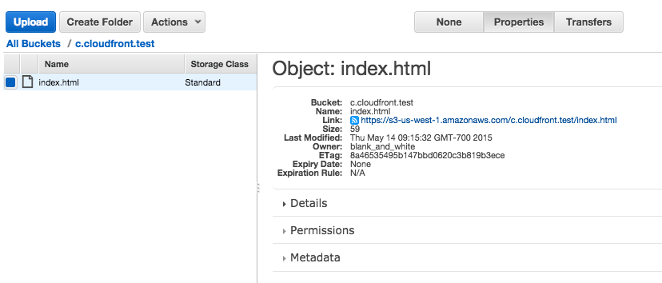 Upload Create Folder Actions None Properties Transfers
All Buckets / c.cloudfront.test
Name Storage Class
index.html Standard
Object: index.html
Bucket: c.cloudfront.test
Name: index.html
Link: https://s3-us-west-1.amazonaws.com/c.cloudfront.test/index.html
Size: 59
Last Modified: Thu May 14 09:15:32 GMT-700 2015
Owner: blank_and_white
ETag: 8a46535495b147bbd0620c3b819b3ece
Expiry Date: None
Expiration Rule: N/A
Details
Permissions
Metadata